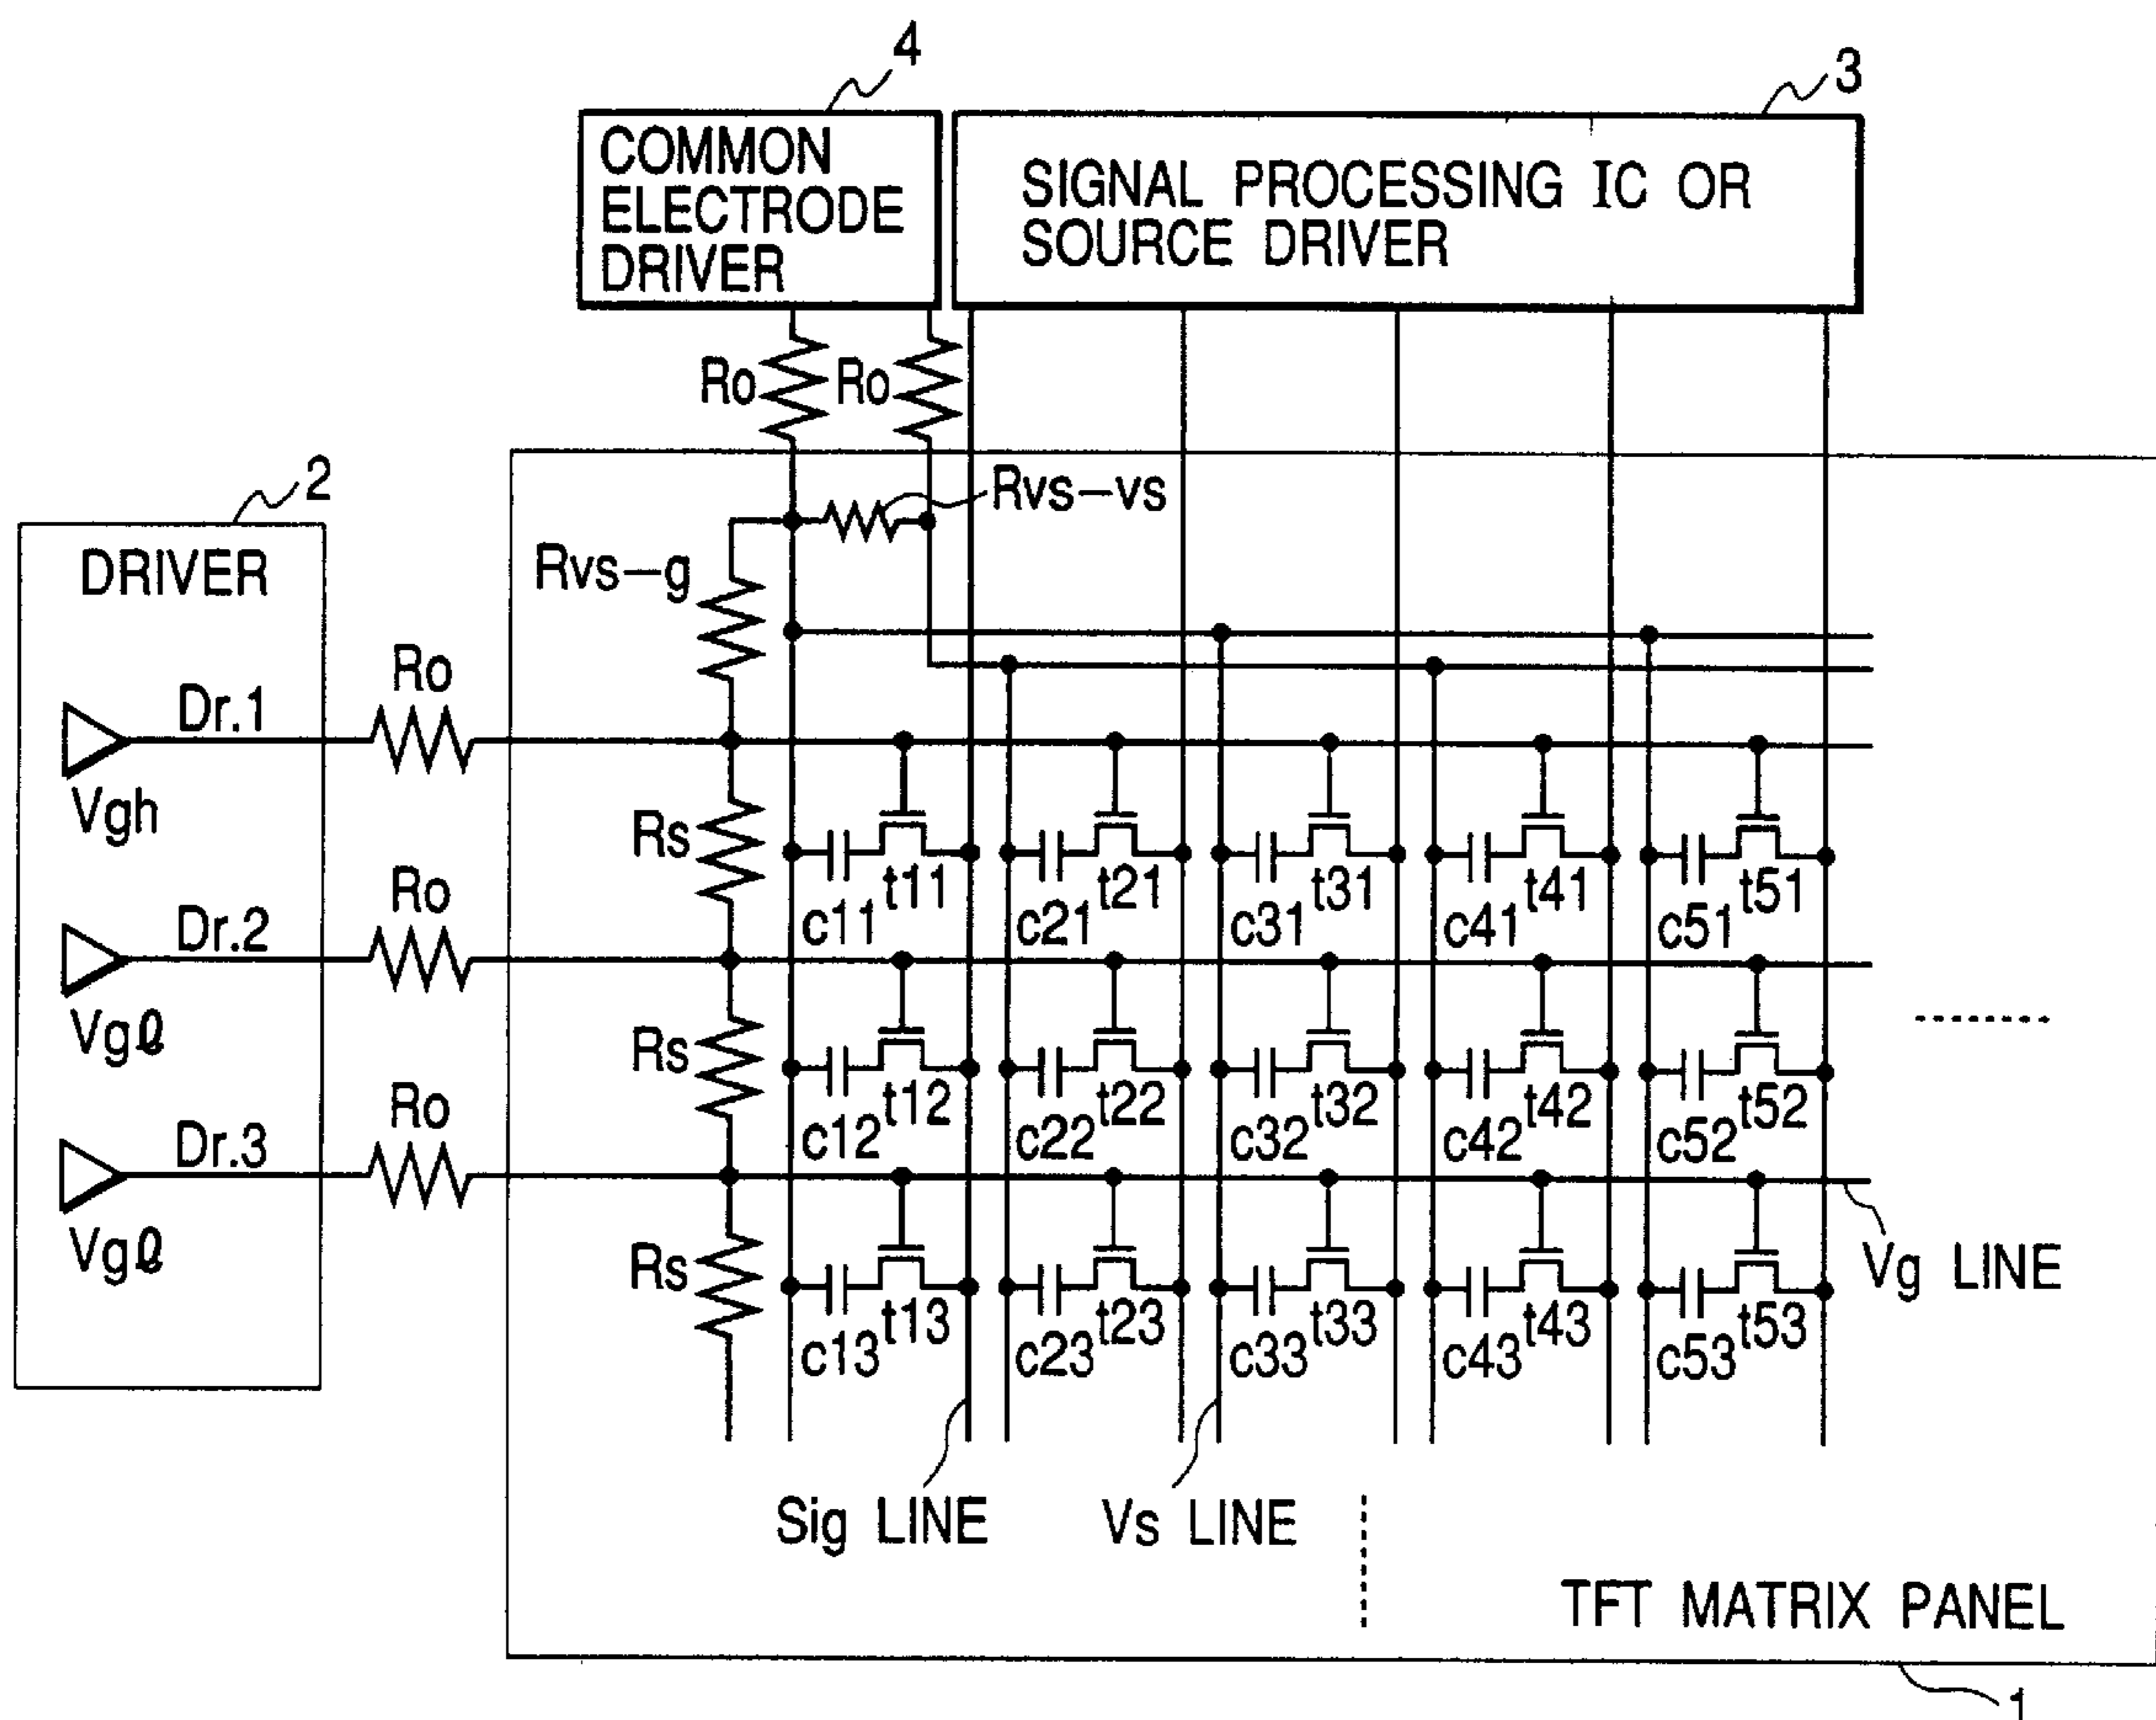 4
3
COMMON
ELECTRODE
DRIVER
SIGNAL PROCESSING IC OR
SOURCE DRIVER
Ro
Ro
2
Rvs-vs
DRIVER
Rvs-g
Ro
Dr.1
Vgh
Rs
t11
t21
t31
t41
t51
c11
c21
c31
c41
c51
Ro
Dr.2
Vgℓ
Rs
t12
t22
t32
t42
t52
c12
c22
c32
c42
c52
Ro
Dr.3
Vgℓ
Rs
Vg LINE
t13
t23
t33
t43
t53
c13
c23
c33
c43
c53
Sig LINE
Vs LINE
TFT MATRIX PANEL
1